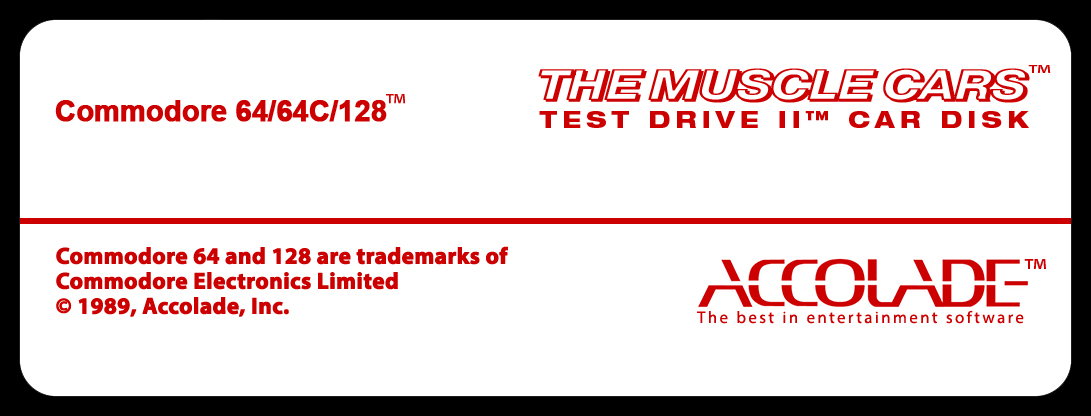 Commodore 64/64C/128™
THE MUSCLE CARS™
TEST DRIVE II™ CAR DISK
Commodore 64 and 128 are trademarks of
Commodore Electronics Limited
© 1989, Accolade, Inc.
ACCOLADE™
The best in entertainment software